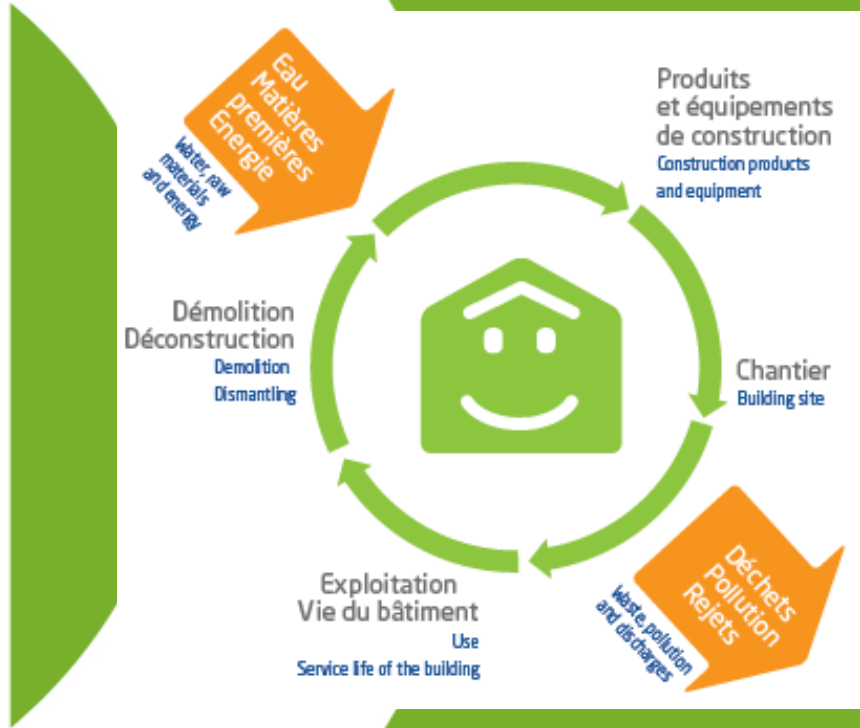 Eau
Matières
premières
Energie
Water, raw
materials
and energy
Produits
et équipements
de construction
Construction products
and equipment
Démolition
Déconstruction
Demolition
Dismantling
Chantier
Building site
Exploitation
Vie du bâtiment
Use
Service life of the building
Déchets
Pollution
Rejets
Waste, pollution
and discharges